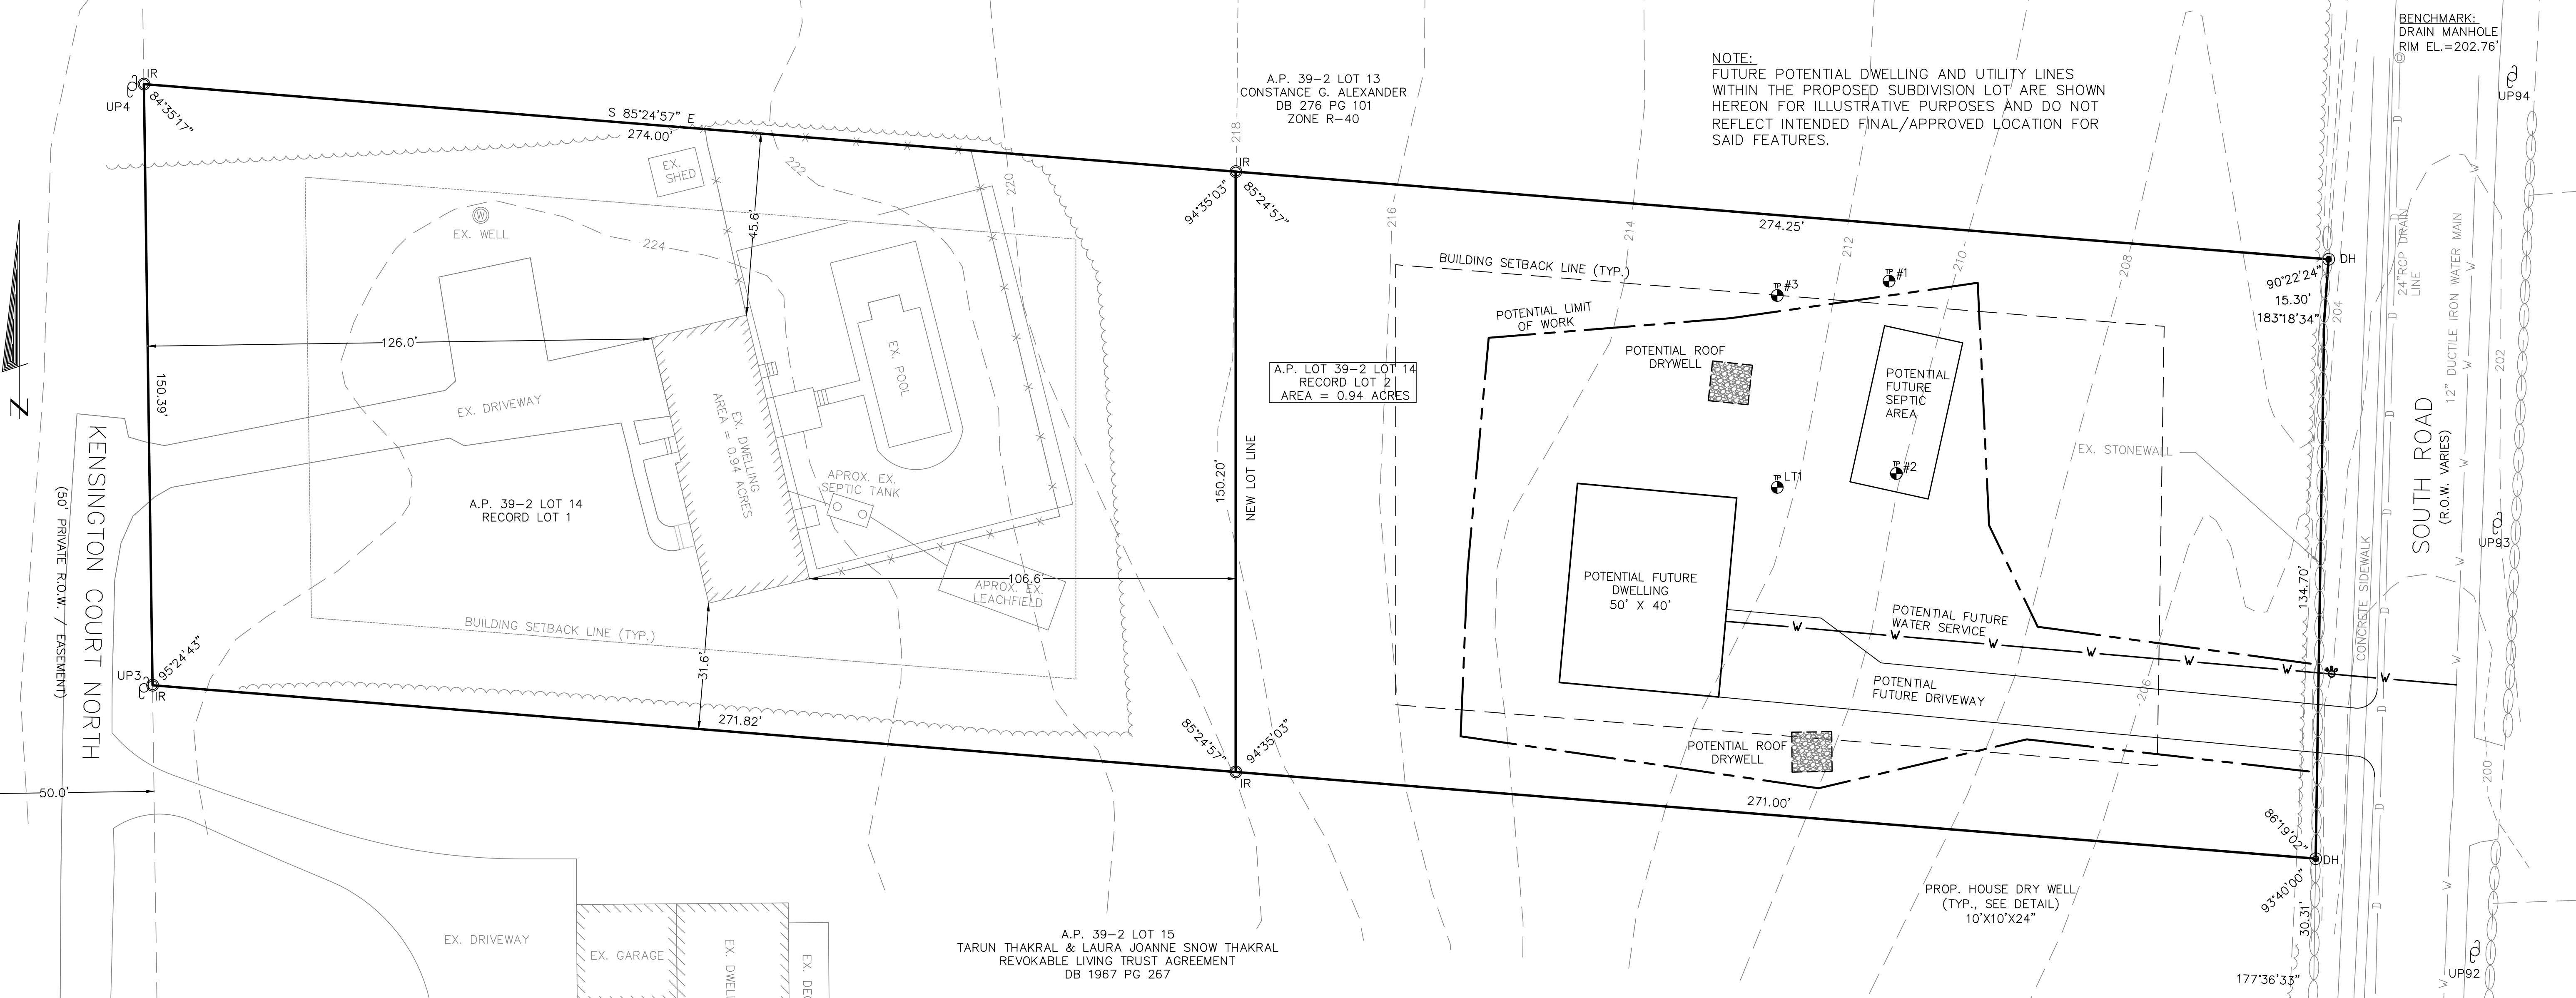 BENCHMARK:
DRAIN MANHOLE
RIM EL.=202.76'
NOTE:
FUTURE POTENTIAL DWELLING AND UTILITY LINES
WITHIN THE PROPOSED SUBDIVISION LOT ARE SHOWN
HEREON FOR ILLUSTRATIVE PURPOSES AND DO NOT
REFLECT INTENDED FINAL/APPROVED LOCATION FOR
SAID FEATURES.
A.P. 39-2 LOT 13
CONSTANCE G. ALEXANDER
DB 276 PG 101
ZONE R-40
IR
UP4
84°35'17"
S 85°24'57" E
274.00'
EX.
SHED
222
220
218
IR
94°35'03"
85°24'57"
216
214
212
210
208
274.25'
90°22'24"
DH
15.30'
183°18'34"
204
24"RCP DRAIN
LINE
D
W
12" DUCTILE IRON WATER MAIN
202
UP94
W
EX. WELL
224
45.6'
126.0'
150.39'
EX. DRIVEWAY
EX. POOL
EX. DWELLING
AREA = 0.94 ACRES
APROX. EX.
SEPTIC TANK
A.P. 39-2 LOT 14
RECORD LOT 1
106.6'
APROX. EX.
LEACHFIELD
BUILDING SETBACK LINE (TYP.)
31.6'
150.20'
NEW LOT LINE
BUILDING SETBACK LINE (TYP.)
TP #3
TP #1
POTENTIAL LIMIT
OF WORK
POTENTIAL ROOF
DRYWELL
A.P. LOT 39-2 LOT 14
RECORD LOT 2
AREA = 0.94 ACRES
POTENTIAL
FUTURE
SEPTIC
AREA
TP #2
TP LT1
EX. STONEWALL
SOUTH ROAD
(R.O.W. VARIES)
UP93
POTENTIAL FUTURE
DWELLING
50' X 40'
134.70'
CONCRETE SIDEWALK
POTENTIAL FUTURE
WATER SERVICE
W W W W W W W
POTENTIAL
FUTURE DRIVEWAY
206
N
KENSINGTON COURT NORTH
(50' PRIVATE R.O.W. / EASEMENT)
UP3
IR
95°24'43"
271.82'
85°24'57"
94°35'03"
IR
POTENTIAL ROOF
DRYWELL
50.0'
271.00'
200
86°19'02"
DH
93°40'00"
30.31'
PROP. HOUSE DRY WELL
(TYP., SEE DETAIL)
10'X10'X24"
A.P. 39-2 LOT 15
TARUN THAKRAL & LAURA JOANNE SNOW THAKRAL
REVOKABLE LIVING TRUST AGREEMENT
DB 1967 PG 267
EX. DRIVEWAY
EX. GARAGE
EX. DWELL
EX. DEC
UP92
177°36'33"